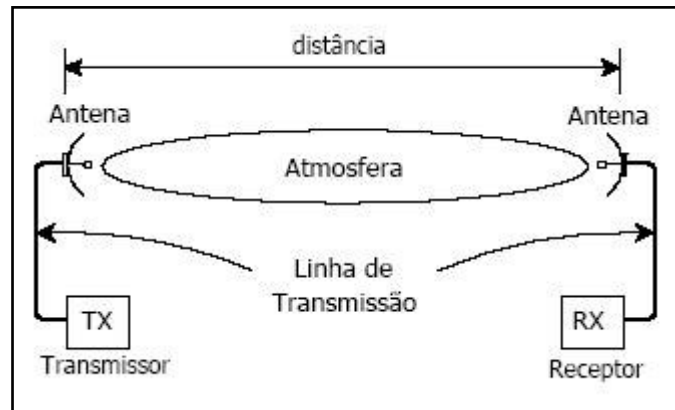 distância
Antena
Antena
Atmosfera
Linha de
Transmissão
TX
RX
Transmissor
Receptor